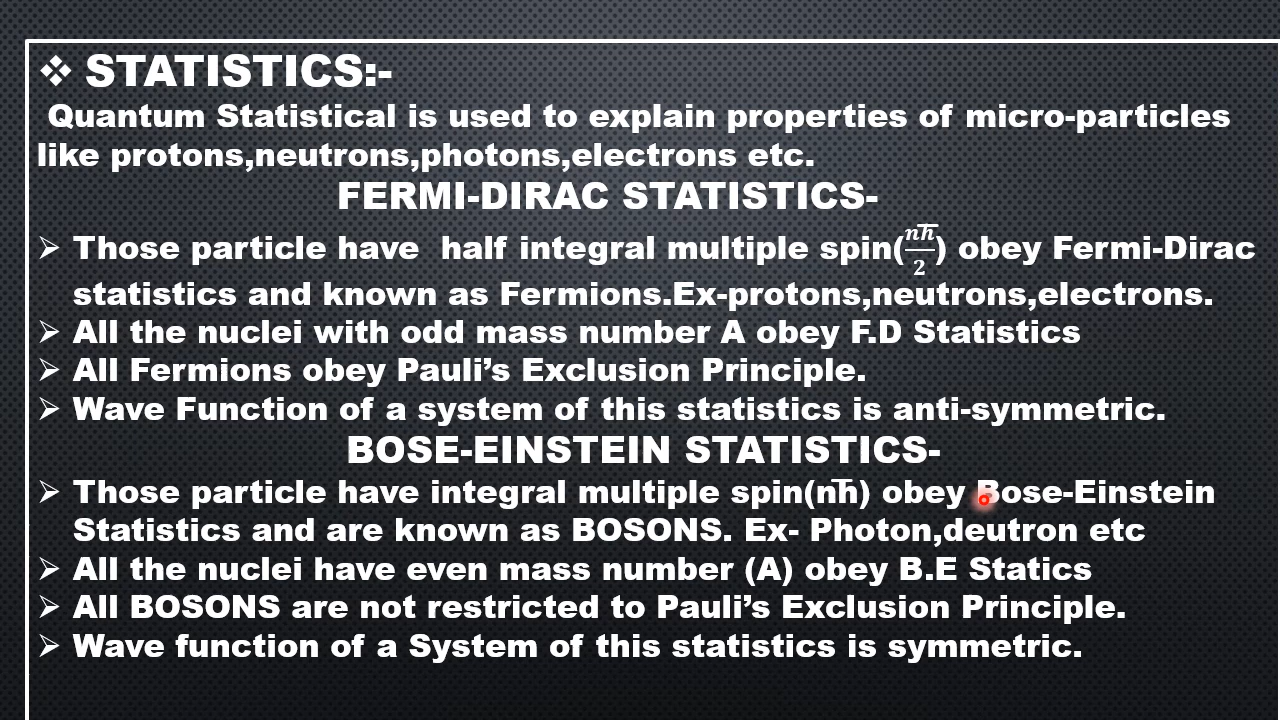 ❖ STATISTICS:-
Quantum Statistical is used to explain properties of micro-particles
like protons,neutrons,photons,electrons etc.
FERMI-DIRAC STATISTICS-
➢ Those particle have half integral multiple spin(nħ/2) obey Fermi-Dirac
statistics and known as Fermions.Ex-protons,neutrons,electrons.
➢ All the nuclei with odd mass number A obey F.D Statistics
➢ All Fermions obey Pauli’s Exclusion Principle.
➢ Wave Function of a system of this statistics is anti-symmetric.
BOSE-EINSTEIN STATISTICS-
➢ Those particle have integral multiple spin(nħ) obey Bose-Einstein
Statistics and are known as BOSONS. Ex- Photon,deutron etc
➢ All the nuclei have even mass number (A) obey B.E Statics
➢ All BOSONS are not restricted to Pauli’s Exclusion Principle.
➢ Wave function of a System of this statistics is symmetric.